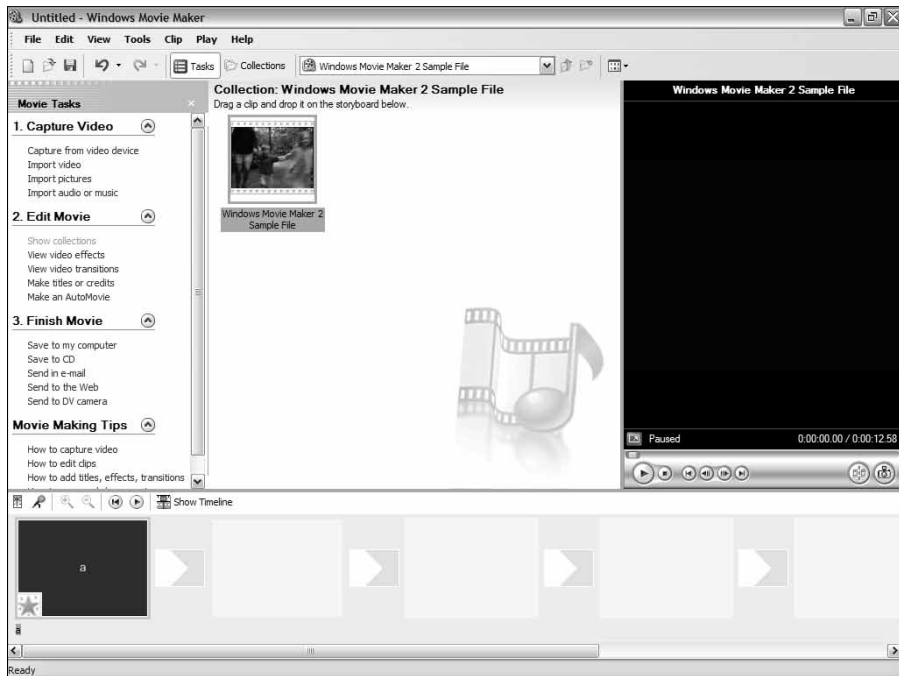 Untitled - Windows Movie Maker
File Edit View Tools Clip Play Help
Tasks Collections Windows Movie Maker 2 Sample File
Movie Tasks
1. Capture Video
Capture from video device
Import video
Import pictures
Import audio or music
2. Edit Movie
Show collections
View video effects
View video transitions
Make titles or credits
Make an AutoMovie
3. Finish Movie
Save to my computer
Save to CD
Send in e-mail
Send to the Web
Send to DV camera
Movie Making Tips
How to capture video
How to edit clips
How to add titles, effects, transitions
Collection: Windows Movie Maker 2 Sample File
Drag a clip and drop it on the storyboard below.
Windows Movie Maker 2
Sample File
Windows Movie Maker 2 Sample File
Paused 0:00:00.00 / 0:00:12.58
Show Timeline
a
a
Ready